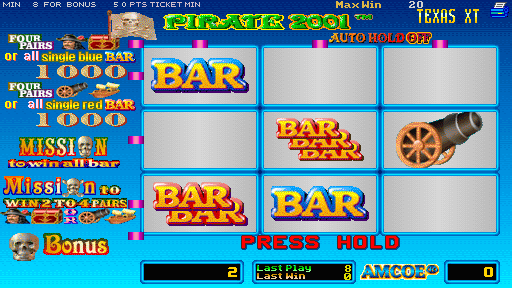 MIN 8 FOR BONUS 50 PTS TICKET MIN Max Win 20
PIRATE 2001™
TEXAS XT
AUTO HOLD OFF
FOUR PAIRS
or all single blue BAR
1000
FOUR PAIRS
or all single red BAR
1000
MISSION
to win all bar
MISSION to
WIN 2 TO 4 PAIRS
OR
Bonus
BAR
BAR BAR BAR
BAR BAR
BAR
PRESS HOLD
2
Last Play 8
Last Win 0
AMCOE
0